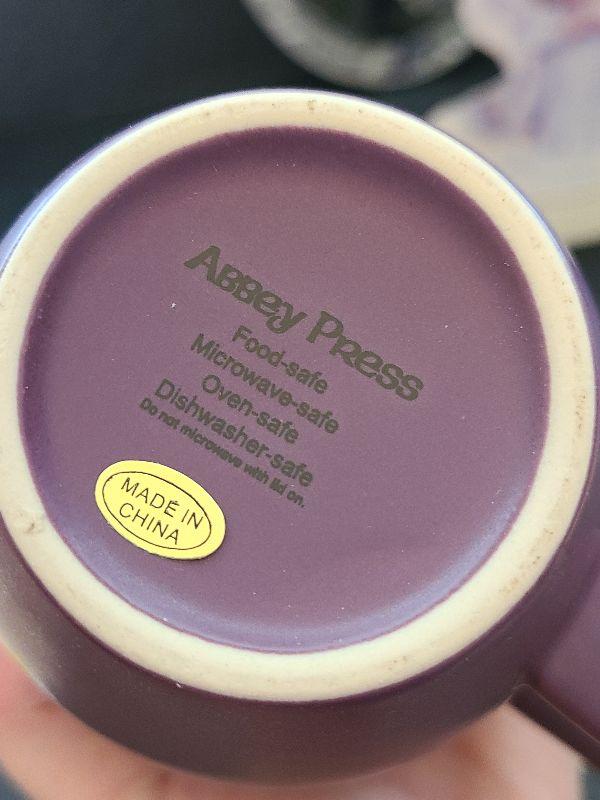 Abbey Press
Food-safe
Microwave-safe
Oven-safe
Dishwasher-safe
Do not microwave with lid on.
MADE IN
CHINA